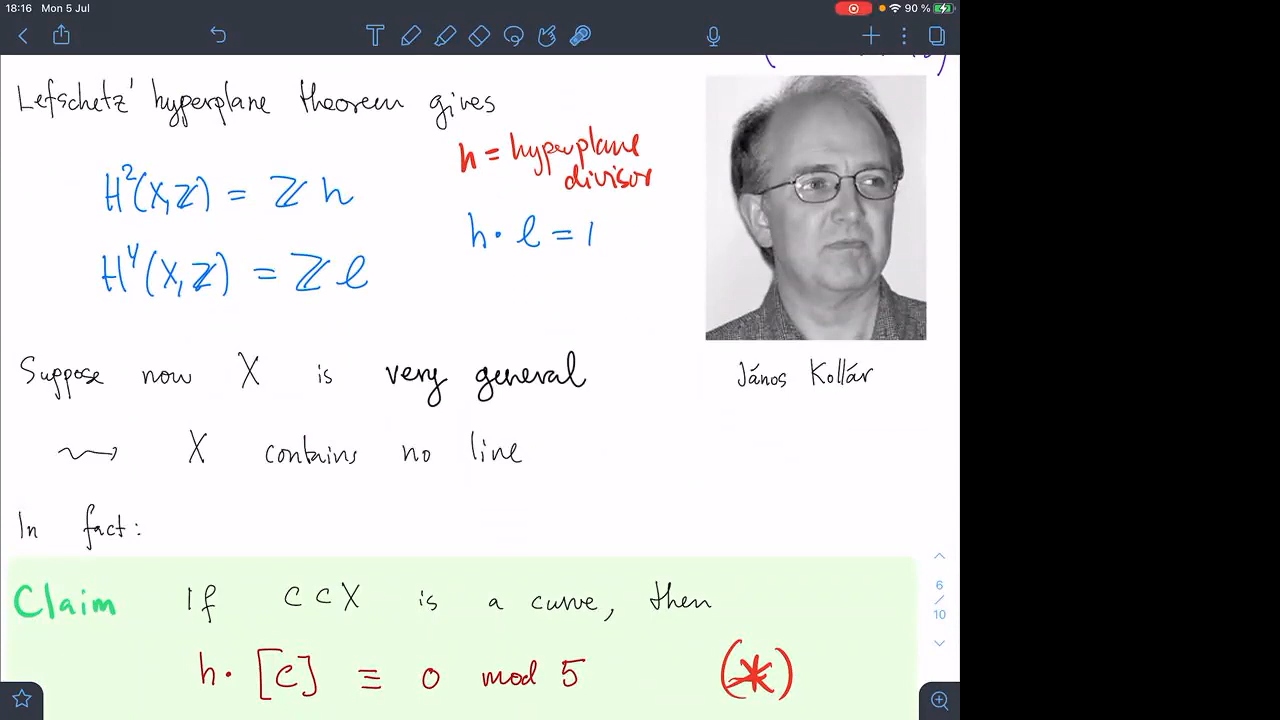 18:16 Mon 5 Jul
90 %
Lefschetz' hyperplane theorem gives
h = hyperplane
divisor
H²(X,ℤ) = ℤ h
h · l = 1
H⁴(X,ℤ) = ℤ l
János Kollár
Suppose now X is very general
⇝ X contains no line
In fact:
Claim If C ⊂ X is a curve, then
h · [C] ≡ 0 mod 5 (*)
6
/
10